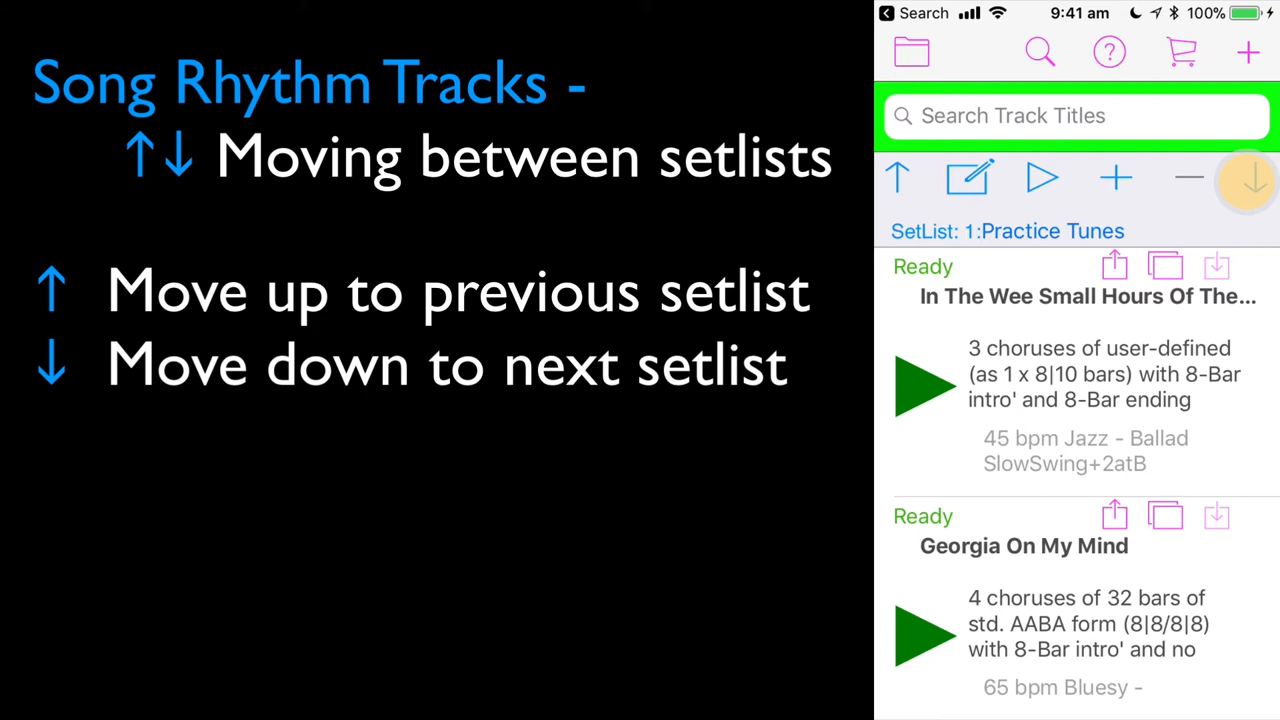 Song Rhythm Tracks -
↑↓ Moving between setlists
↑ Move up to previous setlist
↓ Move down to next setlist
Search 9:41 am 100%
Search Track Titles
SetList: 1:Practice Tunes
Ready
In The Wee Small Hours Of The...
3 choruses of user-defined
(as 1 x 8|10 bars) with 8-Bar
intro' and 8-Bar ending
45 bpm Jazz - Ballad
SlowSwing+2atB
Ready
Georgia On My Mind
4 choruses of 32 bars of
std. AABA form (8|8/8|8)
with 8-Bar intro' and no
65 bpm Bluesy -